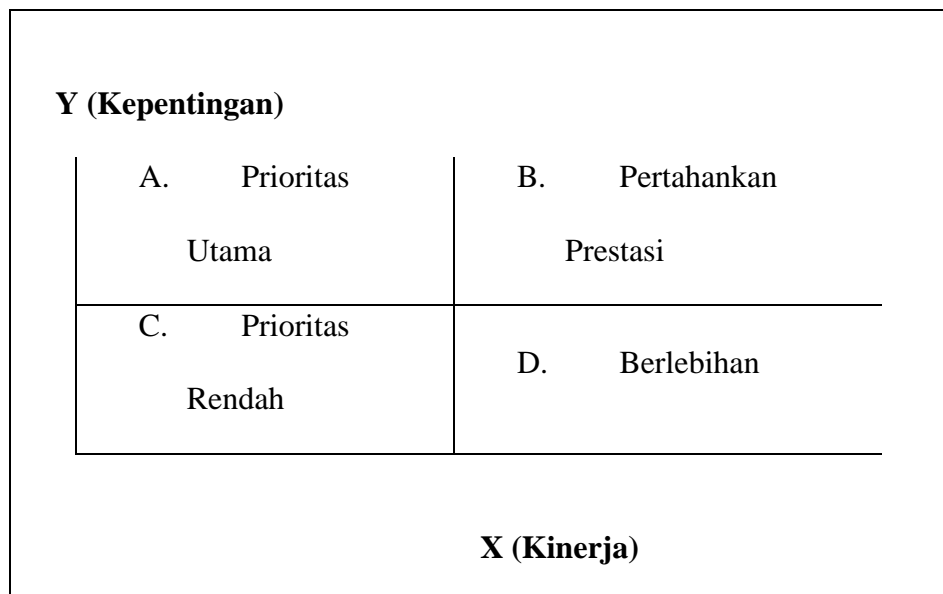 Y (Kepentingan)
A. Prioritas
Utama
B. Pertahankan
Prestasi
C. Prioritas
Rendah
D. Berlebihan
X (Kinerja)